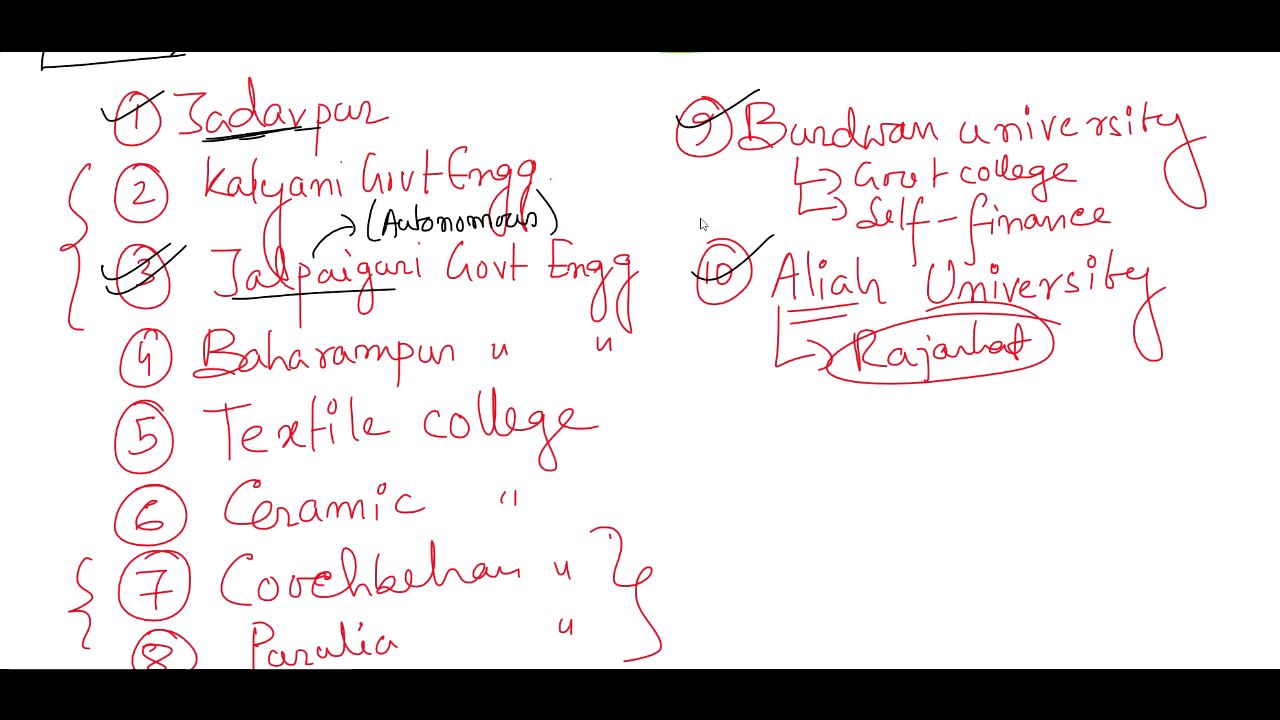 1 Jadavpur
2 Kalyani Govt Engg.
(Autonomous)
3 Jalpaiguri Govt Engg
4 Baharampur " "
5 Textile college
6 Ceramic "
7 Coochbehar "
8 Purulia "
9 Burdwan university
Govt college
Self-finance
10 Aliah University
Rajarhat